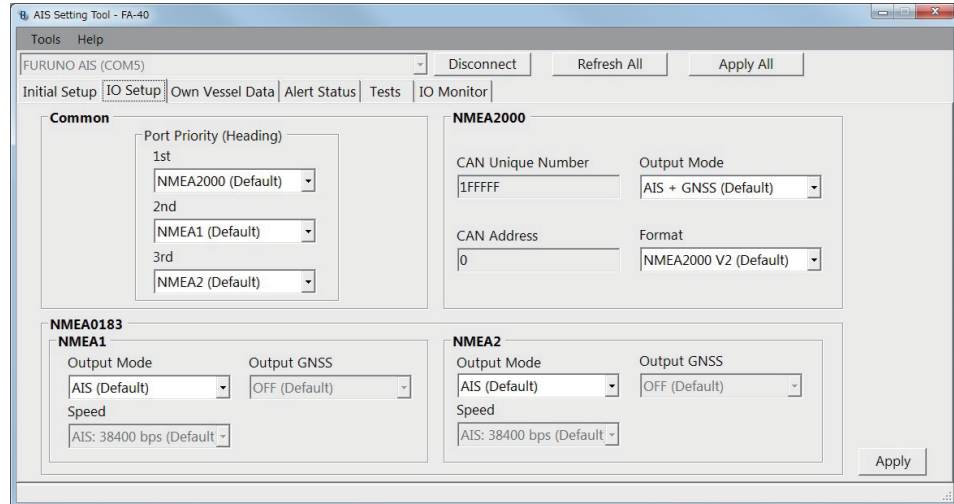 AIS Setting Tool - FA-40
Tools Help
FURUNO AIS (COM5) Disconnect Refresh All Apply All
Initial Setup IO Setup Own Vessel Data Alert Status Tests IO Monitor
Common
Port Priority (Heading)
1st
NMEA2000 (Default)
2nd
NMEA1 (Default)
3rd
NMEA2 (Default)
NMEA2000
CAN Unique Number Output Mode
1FFFFF AIS + GNSS (Default)
CAN Address Format
0 NMEA2000 V2 (Default)
NMEA0183
NMEA1
Output Mode Output GNSS
AIS (Default) OFF (Default)
Speed
AIS: 38400 bps (Default
NMEA2
Output Mode Output GNSS
AIS (Default) OFF (Default)
Speed
AIS: 38400 bps (Default
Apply